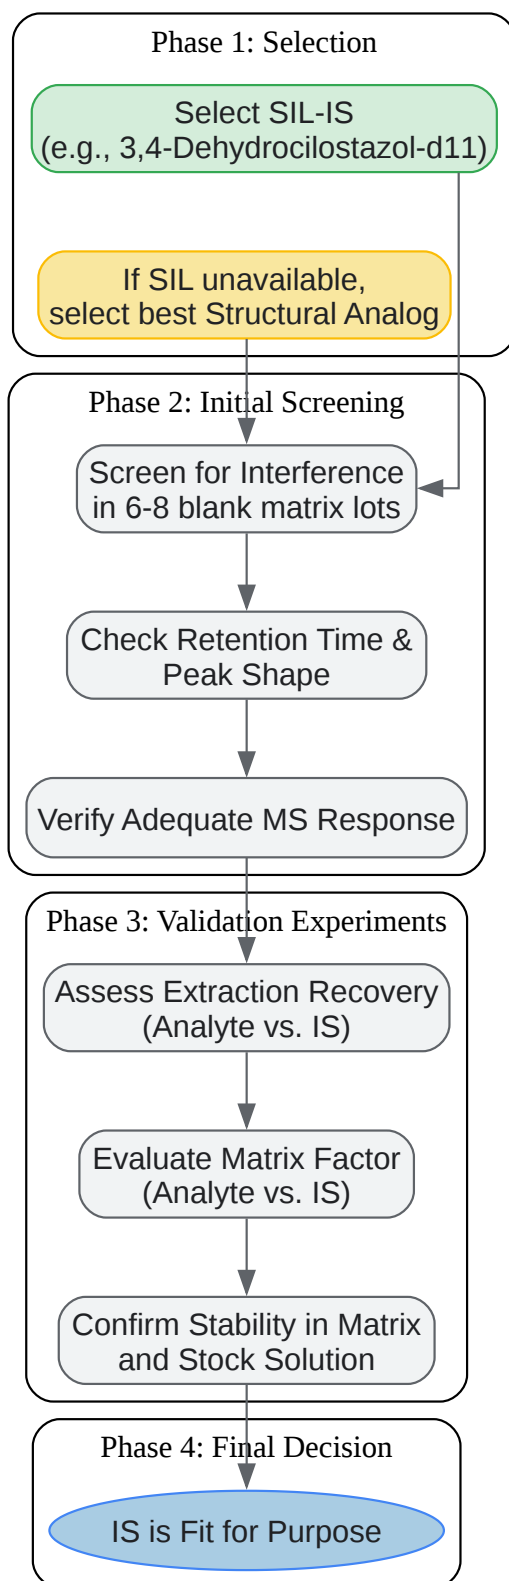 Phase 1: Selection
Select SIL-IS
(e.g., 3,4-Dehydrocilostazol-d11)
If SIL unavailable,
select best Structural Analog
Phase 2: Initial Screening
Screen for Interference
in 6-8 blank matrix lots
Check Retention Time &
Peak Shape
Verify Adequate MS Response
Phase 3: Validation Experiments
Assess Extraction Recovery
(Analyte vs. IS)
Evaluate Matrix Factor
(Analyte vs. IS)
Confirm Stability in Matrix
and Stock Solution
Phase 4: Final Decision
IS is Fit for Purpose